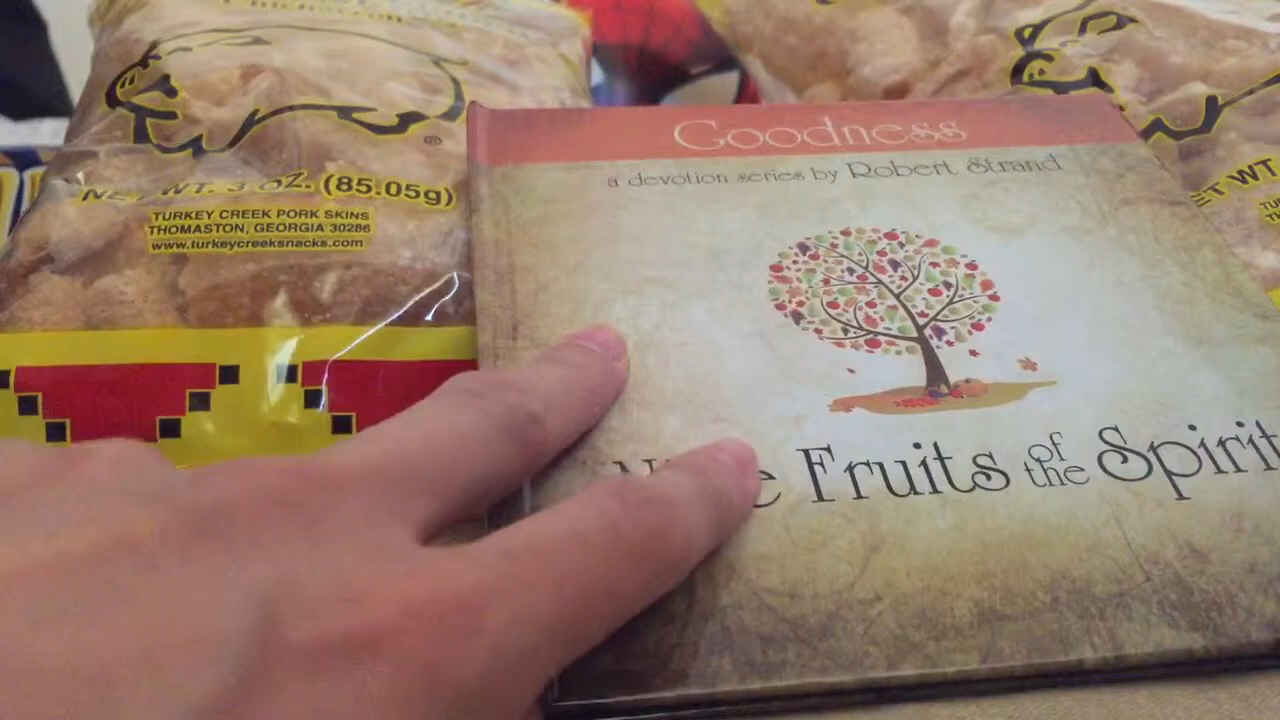 NET WT. 3 OZ. (85.05g)
TURKEY CREEK PORK SKINS
THOMASTON, GEORGIA 30286
www.turkeycreeksnacks.com
®
Goodness
a devotion series by Robert Strand
Fruits of the Spirit
WT